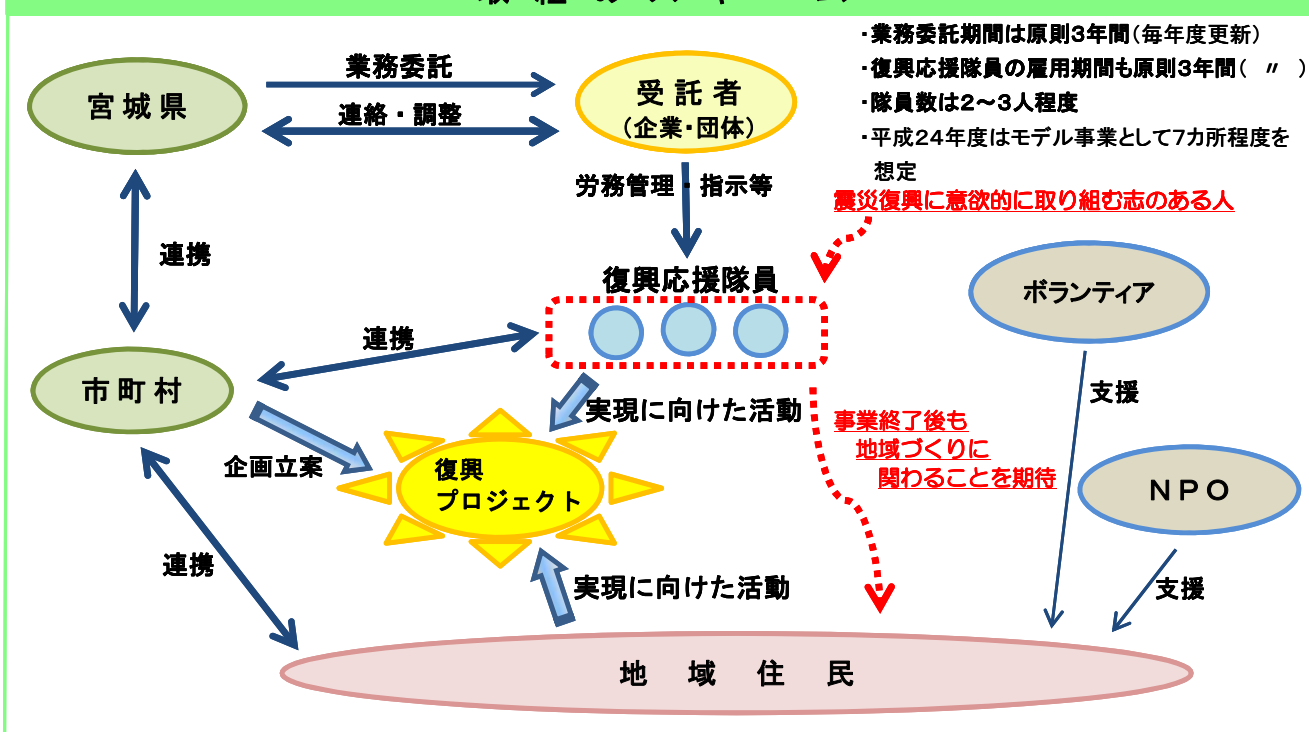 ・業務委託期間は原則3年間(毎年度更新)
・復興応援隊員の雇用期間も原則3年間( 〃 )
・隊員数は2～3人程度
・平成24年度はモデル事業として7カ所程度を
想定
宮城県
業務委託
連絡・調整
受託者
(企業・団体)
労務管理・指示等
震災復興に意欲的に取り組む志のある人
連携
復興応援隊員
ボランティア
連携
市町村
支援
実現に向けた活動
事業終了後も
地域づくりに
関わることを期待
企画立案
復興
プロジェクト
NPO
連携
実現に向けた活動
支援
地域住民